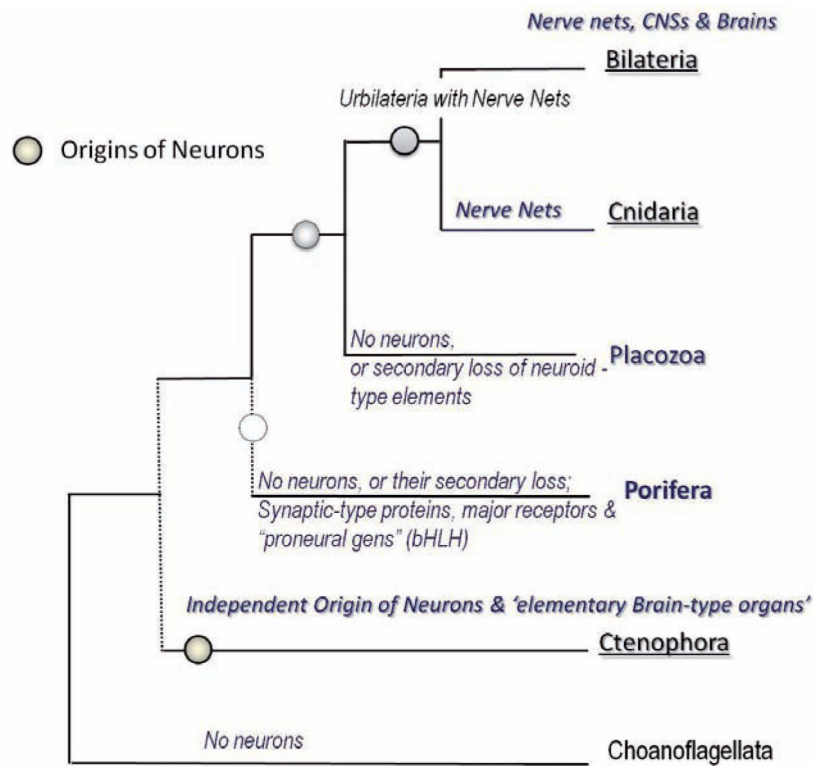 Nerve nets, CNSs & Brains
Bilateria
Urbilateria with Nerve Nets
Origins of Neurons
Nerve Nets
Cnidaria
No neurons,
or secondary loss of neuroid -
type elements
Placozoa
No neurons, or their secondary loss;
Synaptic-type proteins, major receptors &
"proneural gens" (bHLH)
Porifera
Independent Origin of Neurons & 'elementary Brain-type organs'
Ctenophora
No neurons
Choanoflagellata